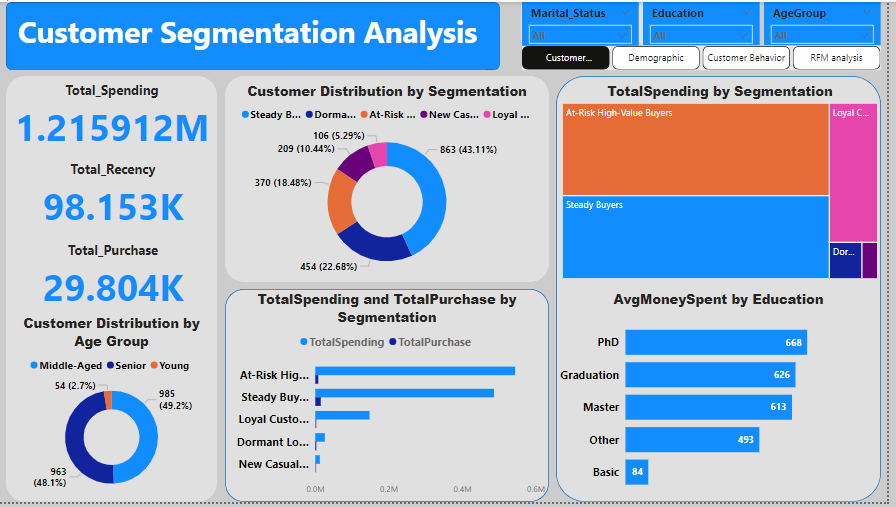 Customer Segmentation Analysis
Marital_Status
All
Education
All
AgeGroup
All
Customer...
Demographic
Customer Behavior
RFM analysis
Total_Spending
1.215912M
Total_Recency
98.153K
Total_Purchase
29.804K
Customer Distribution by
Age Group
Middle-Aged Senior Young
54 (2.7%)
985
(49.2%)
963
(48.1%)
Customer Distribution by Segmentation
Steady B... Dorma... At-Risk ... New Cas... Loyal ...
106 (5.29%)
209 (10.44%)
863 (43.11%)
370 (18.48%)
454 (22.68%)
TotalSpending and TotalPurchase by
Segmentation
TotalSpending TotalPurchase
At-Risk Hig...
Steady Buy...
Loyal Custo...
Dormant Lo...
New Casual...
0.0M 0.2M 0.4M 0.6M
TotalSpending by Segmentation
At-Risk High-Value Buyers
Loyal C...
Steady Buyers
Dor...
AvgMoneySpent by Education
PhD 668
Graduation 626
Master 613
Other 493
Basic 84